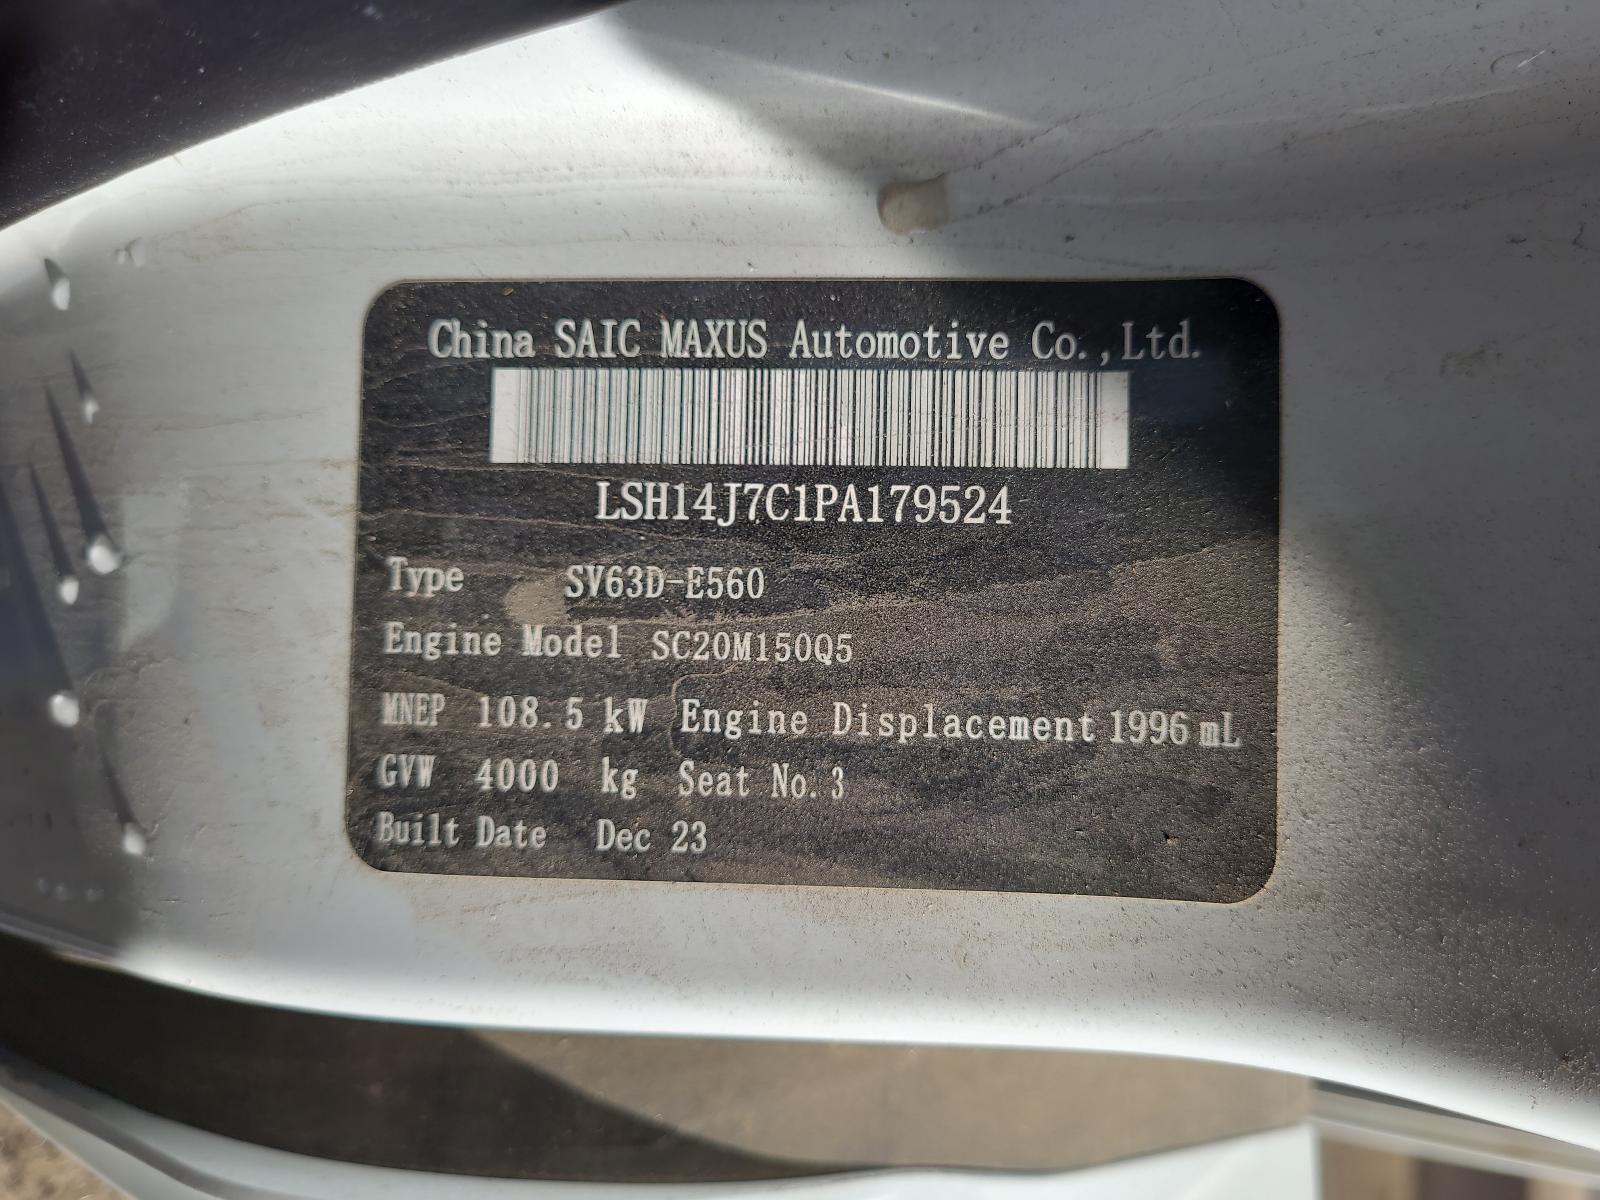 China SAIC MAXUS Automotive Co.,Ltd.
LSH14J7C1PA179524
Type SV63D-E560
Engine Model SC20M150Q5
MNEP 108.5 kW Engine Displacement 1996 mL
GVW 4000 kg Seat No. 3
Built Date Dec 23